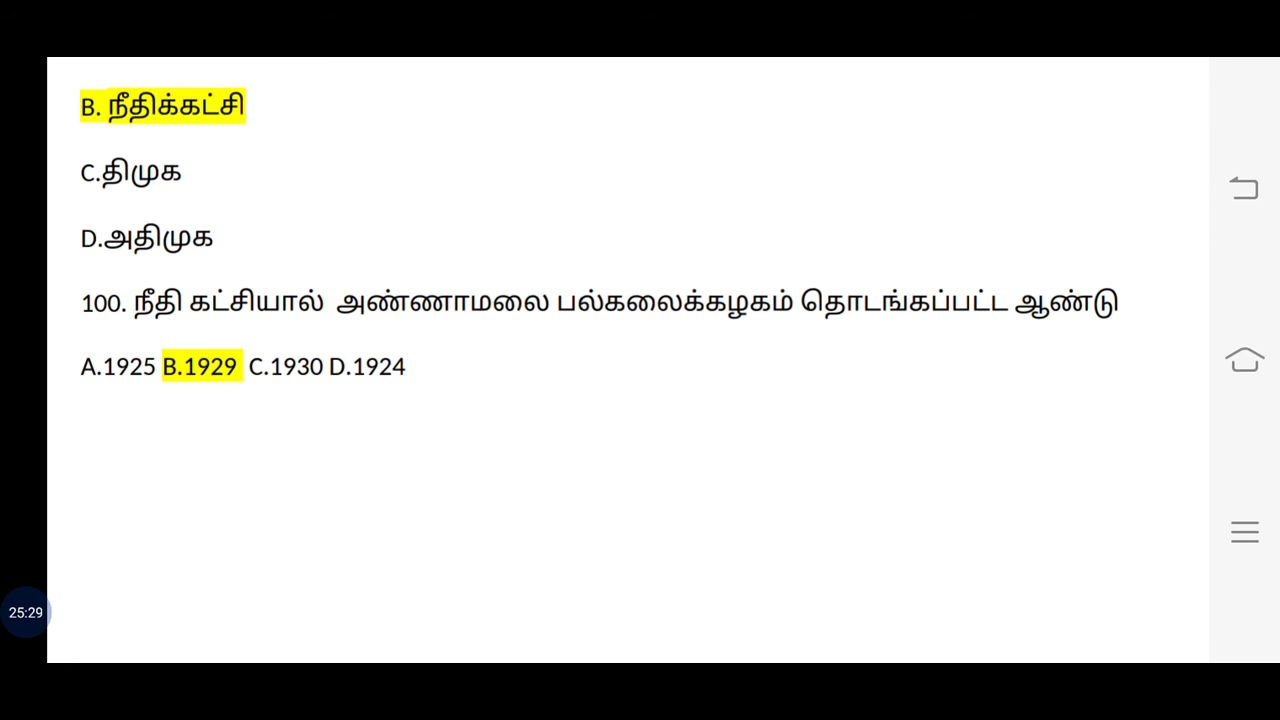 B. நீதிக்கட்சி
C.திமுக
D.அதிமுக
100. நீதி கட்சியால் அண்ணாமலை பல்கலைக்கழகம் தொடங்கப்பட்ட ஆண்டு
A.1925 B.1929 C.1930 D.1924
25:29